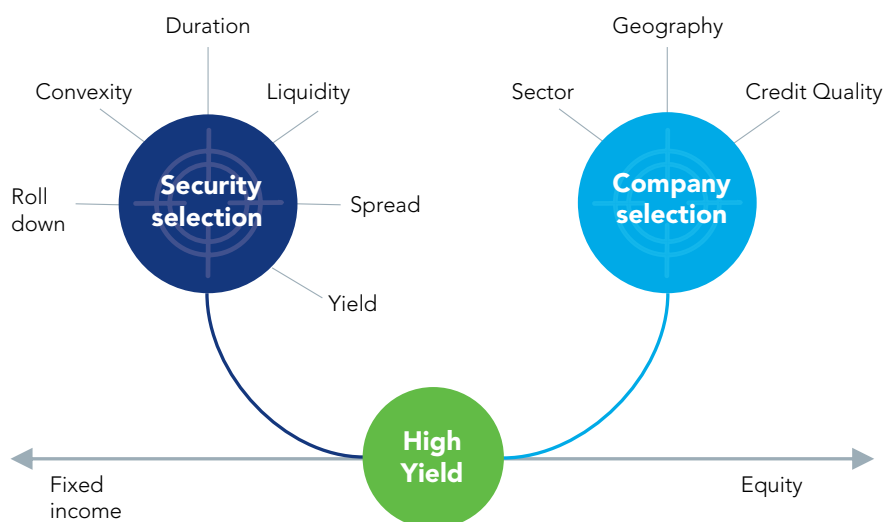 Duration
Geography
Convexity
Liquidity
Sector
Credit Quality
Security
selection
Company
selection
Roll
down
Spread
Yield
High
Yield
Fixed
income
Equity